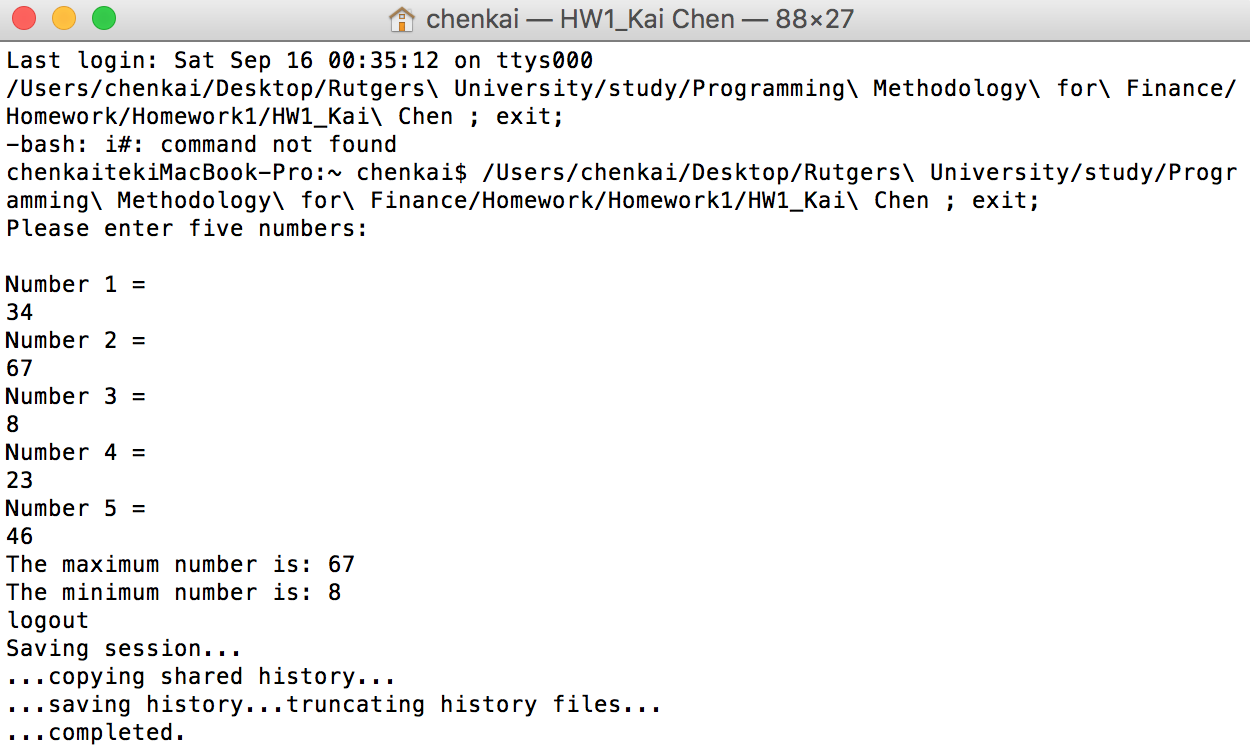 chenkai — HW1_Kai Chen — 88×27
Last login: Sat Sep 16 00:35:12 on ttys000
/Users/chenkai/Desktop/Rutgers\ University/study/Programming\ Methodology\ for\ Finance/
Homework/Homework1/HW1_Kai\ Chen ; exit;
-bash: i#: command not found
chenkaitekiMacBook-Pro:~ chenkai$ /Users/chenkai/Desktop/Rutgers\ University/study/Progr
amming\ Methodology\ for\ Finance/Homework/Homework1/HW1_Kai\ Chen ; exit;
Please enter five numbers:
Number 1 =
34
Number 2 =
67
Number 3 =
8
Number 4 =
23
Number 5 =
46
The maximum number is: 67
The minimum number is: 8
logout
Saving session...
...copying shared history...
...saving history...truncating history files...
...completed.